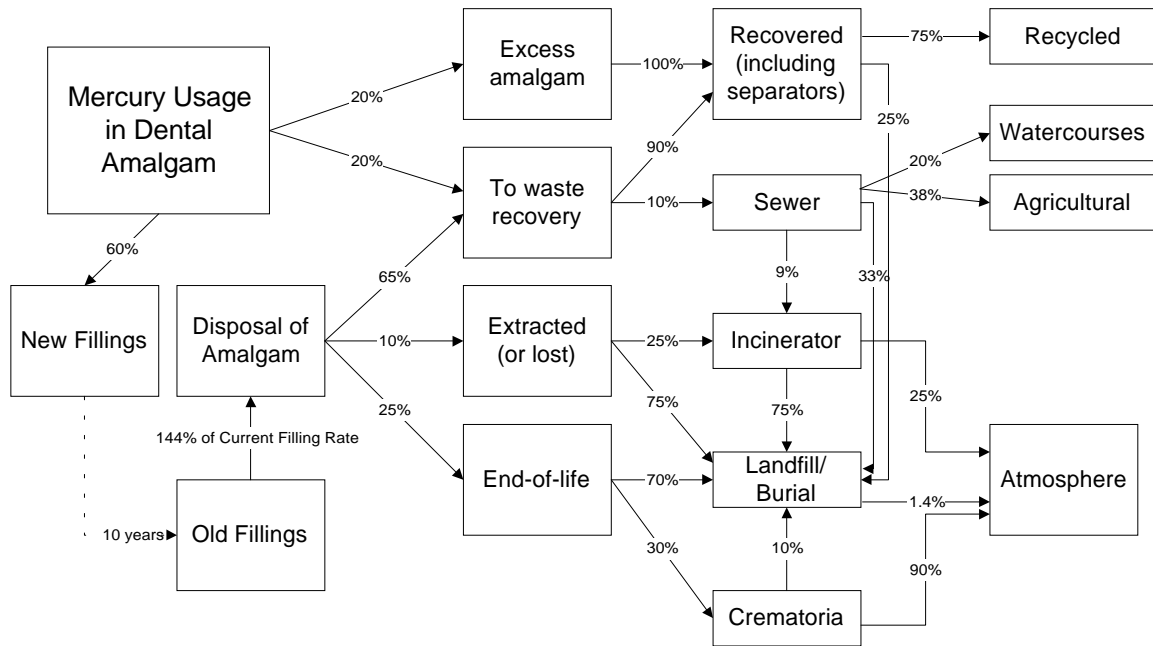 Mercury Usage
in Dental
Amalgam
20%
20%
60%
New Fillings
10 years
Old Fillings
144% of Current Filling Rate
Disposal of
Amalgam
65%
10%
25%
Excess
amalgam
100%
To waste
recovery
90%
10%
Extracted
(or lost)
25%
75%
End-of-life
70%
30%
Recovered
(including
separators)
75%
25%
Sewer
20%
38%
9%
33%
Incinerator
75%
25%
Landfill/
Burial
1.4%
10%
90%
Crematoria
Recycled
Watercourses
Agricultural
Atmosphere